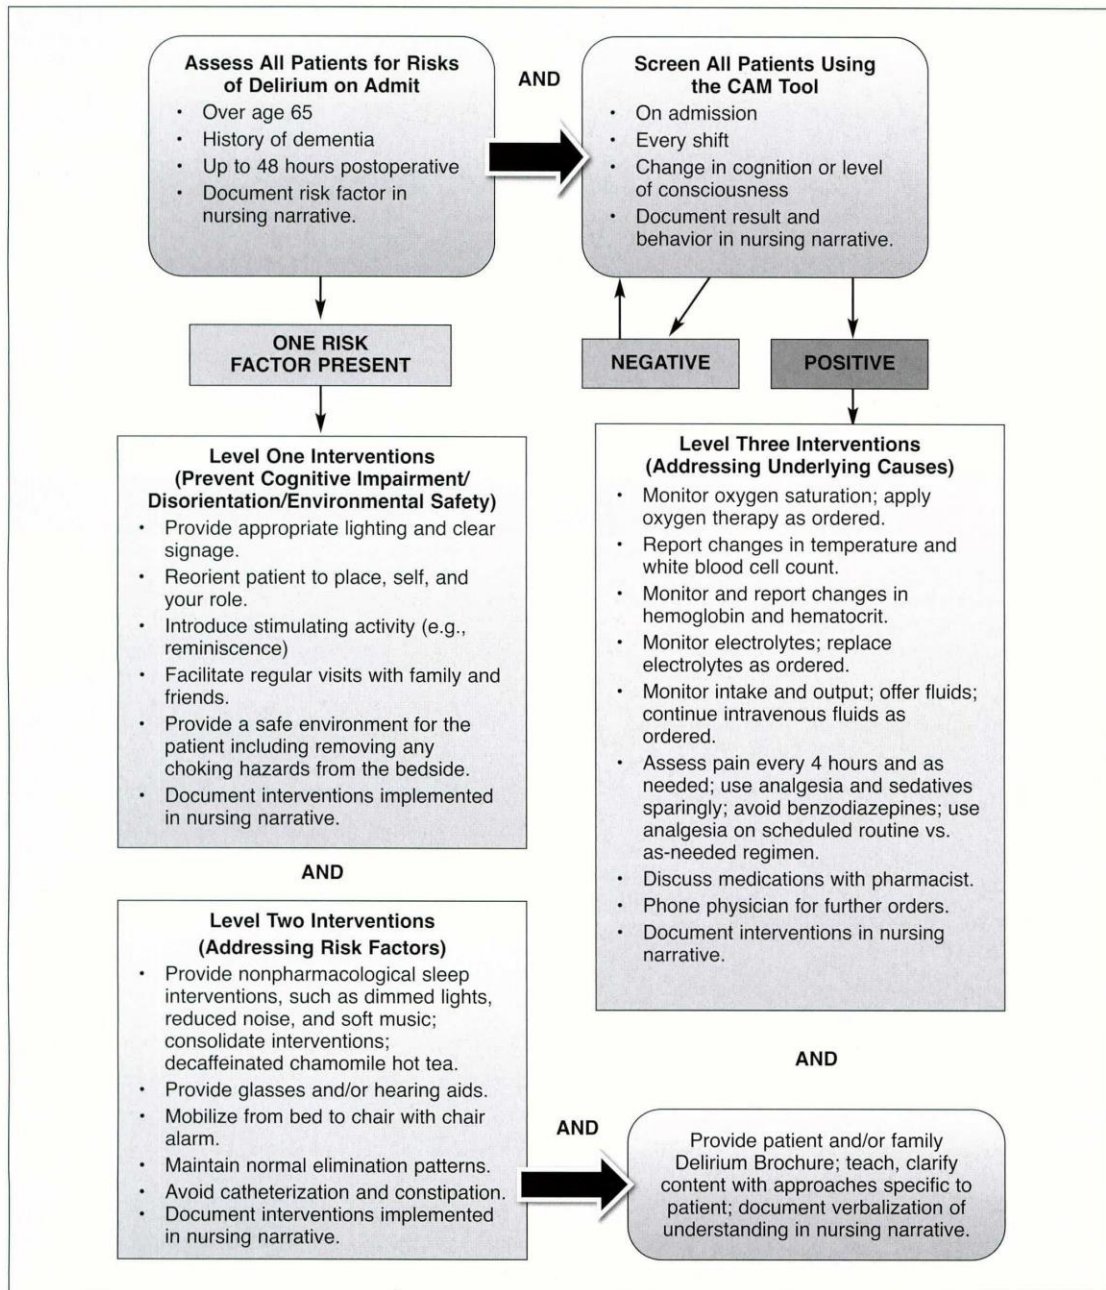 Assess All Patients for Risks
of Delirium on Admit
• Over age 65
• History of dementia
• Up to 48 hours postoperative
• Document risk factor in
nursing narrative.
AND
Screen All Patients Using
the CAM Tool
• On admission
• Every shift
• Change in cognition or level
of consciousness
• Document result and
behavior in nursing narrative.
ONE RISK
FACTOR PRESENT
NEGATIVE
POSITIVE
Level One Interventions
(Prevent Cognitive Impairment/
Disorientation/Environmental Safety)
• Provide appropriate lighting and clear
signage.
• Reorient patient to place, self, and
your role.
• Introduce stimulating activity (e.g.,
reminiscence)
• Facilitate regular visits with family and
friends.
• Provide a safe environment for the
patient including removing any
choking hazards from the bedside.
• Document interventions implemented
in nursing narrative.
AND
Level Two Interventions
(Addressing Risk Factors)
• Provide nonpharmacological sleep
interventions, such as dimmed lights,
reduced noise, and soft music;
consolidate interventions;
decaffeinated chamomile hot tea.
• Provide glasses and/or hearing aids.
• Mobilize from bed to chair with chair
alarm.
• Maintain normal elimination patterns.
• Avoid catheterization and constipation.
• Document interventions implemented
in nursing narrative.
Level Three Interventions
(Addressing Underlying Causes)
• Monitor oxygen saturation; apply
oxygen therapy as ordered.
• Report changes in temperature and
white blood cell count.
• Monitor and report changes in
hemoglobin and hematocrit.
• Monitor electrolytes; replace
electrolytes as ordered.
• Monitor intake and output; offer fluids;
continue intravenous fluids as
ordered.
• Assess pain every 4 hours and as
needed; use analgesia and sedatives
sparingly; avoid benzodiazepines; use
analgesia on scheduled routine vs.
as-needed regimen.
• Discuss medications with pharmacist.
• Phone physician for further orders.
• Document interventions in nursing
narrative.
AND
AND
Provide patient and/or family
Delirium Brochure; teach, clarify
content with approaches specific to
patient; document verbalization of
understanding in nursing narrative.